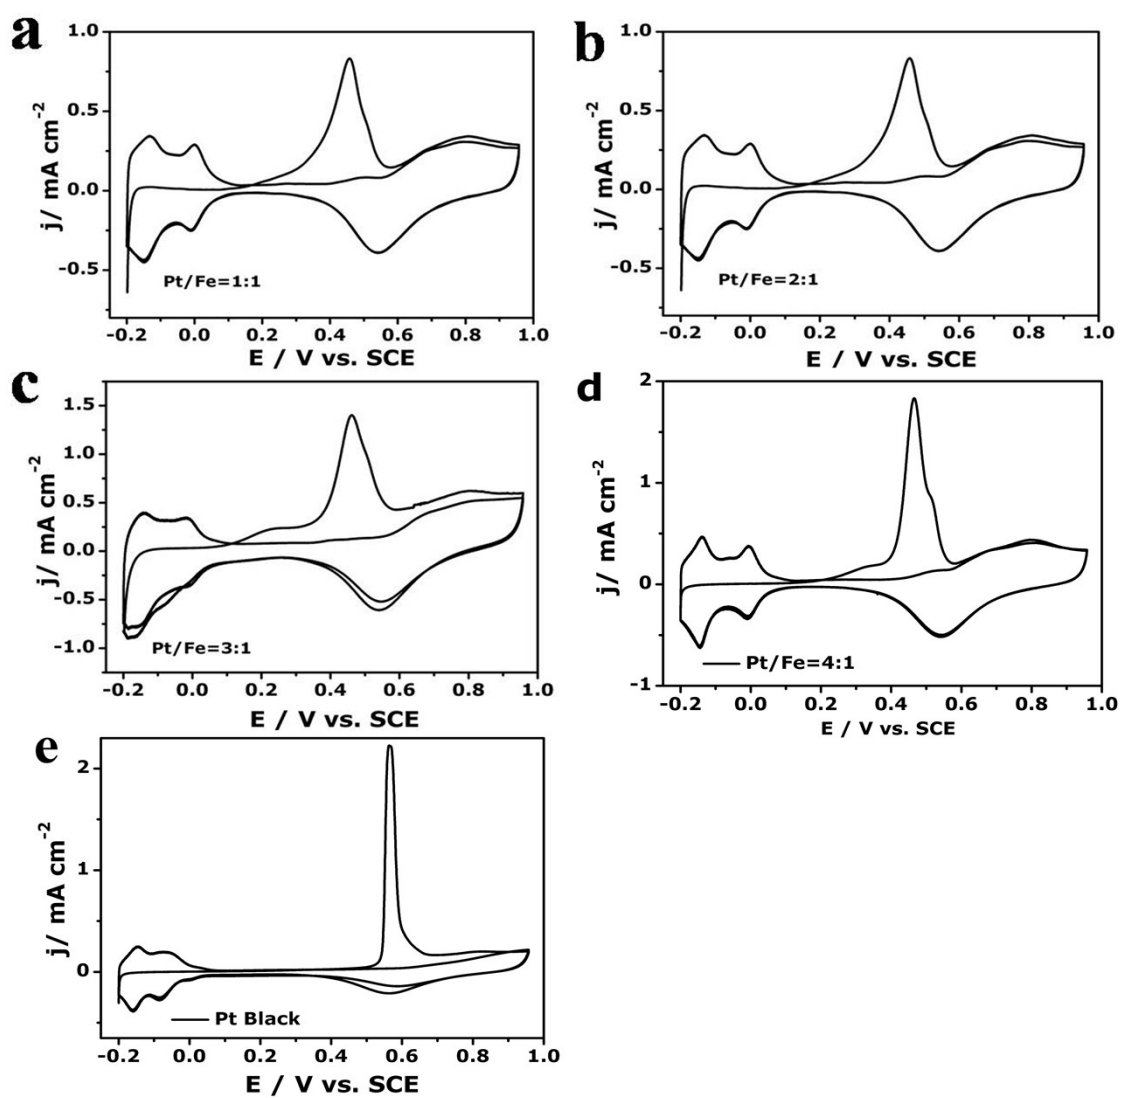 a
1.0
0.5
0.0
-0.5
j/ mA cm-2
Pt/Fe=1:1
-0.2 0.0 0.2 0.4 0.6 0.8 1.0
E / V vs. SCE
b
1.0
0.5
0.0
-0.5
j/ mA cm-2
Pt/Fe=2:1
-0.2 0.0 0.2 0.4 0.6 0.8 1.0
E / V vs. SCE
c
1.5
1.0
0.5
0.0
-0.5
-1.0
j/ mA cm-2
Pt/Fe=3:1
-0.2 0.0 0.2 0.4 0.6 0.8 1.0
E / V vs. SCE
d
2
1
0
-1
j/ mA cm-2
Pt/Fe=4:1
-0.2 0.0 0.2 0.4 0.6 0.8 1.0
E / V vs. SCE
e
2
1
0
j/ mA cm-2
Pt Black
-0.2 0.0 0.2 0.4 0.6 0.8 1.0
E / V vs. SCE